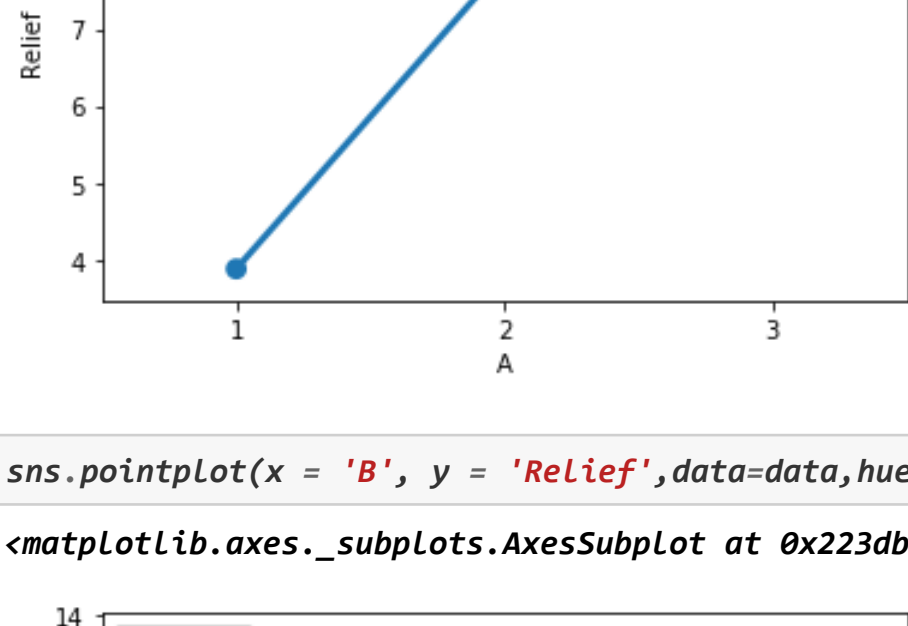 Relief
7
6
5
4
1 2 3
A
sns.pointplot(x = 'B', y = 'Relief',data=data,hue
<matplotlib.axes._subplots.AxesSubplot at 0x223db
14